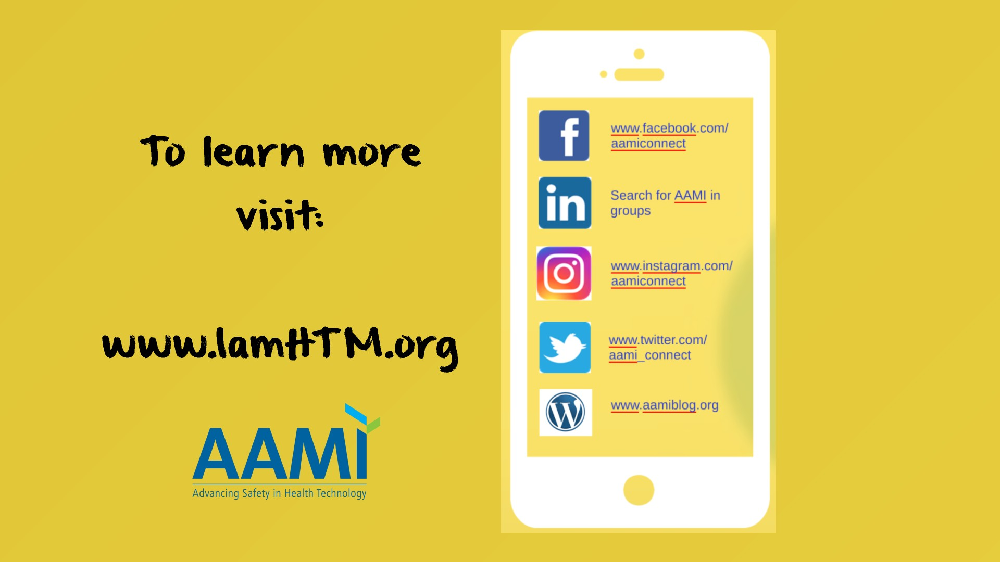 To learn more
visit:
www.IamHTM.org
AAMI
Advancing Safety in Health Technology
www.facebook.com/
aamiconnect
Search for AAMI in
groups
www.instagram.com/
aamiconnect
www.twitter.com/
aami_connect
www.aamiblog.org